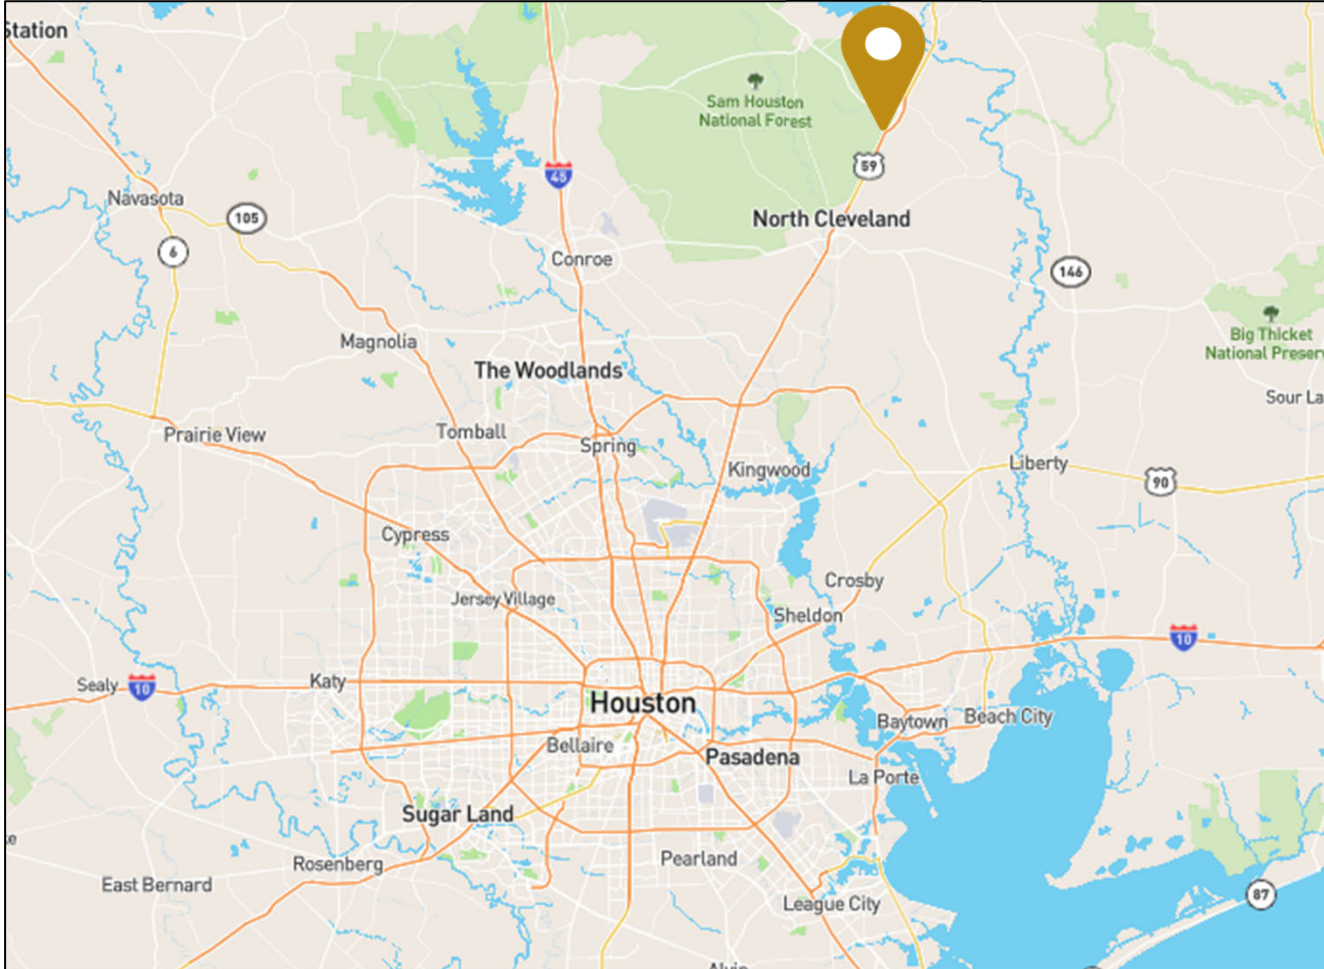 Station
Sam Houston
National Forest
59
45
Navasota
105
North Cleveland
6
Conroe
146
Big Thicket
National Preserv
Magnolia
The Woodlands
Sour La
Prairie View
Tomball
Spring
Kingwood
Liberty
90
Cypress
Crosby
Jersey Village
Sheldon
10
Sealy
10
Katy
Houston
Baytown
Beach City
Bellaire
Pasadena
La Porte
Sugar Land
Rosenberg
Pearland
East Bernard
League City
87